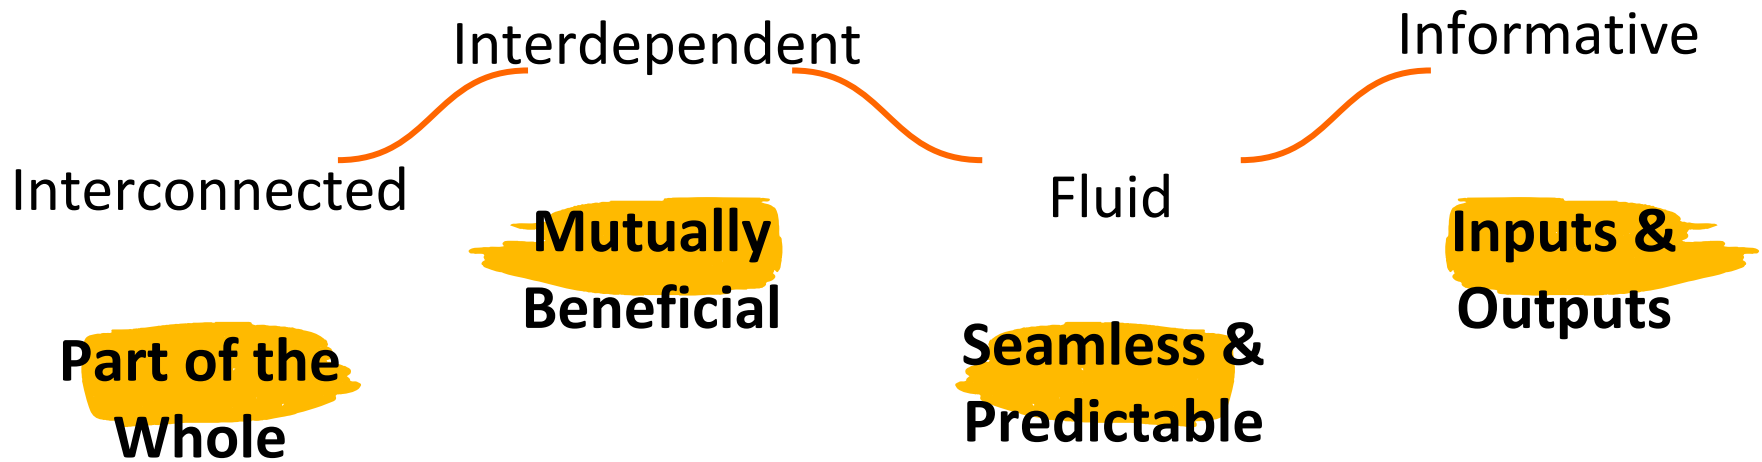 Interconnected
Part of the
Whole
Interdependent
Mutually
Beneficial
Fluid
Seamless &
Predictable
Informative
Inputs &
Outputs